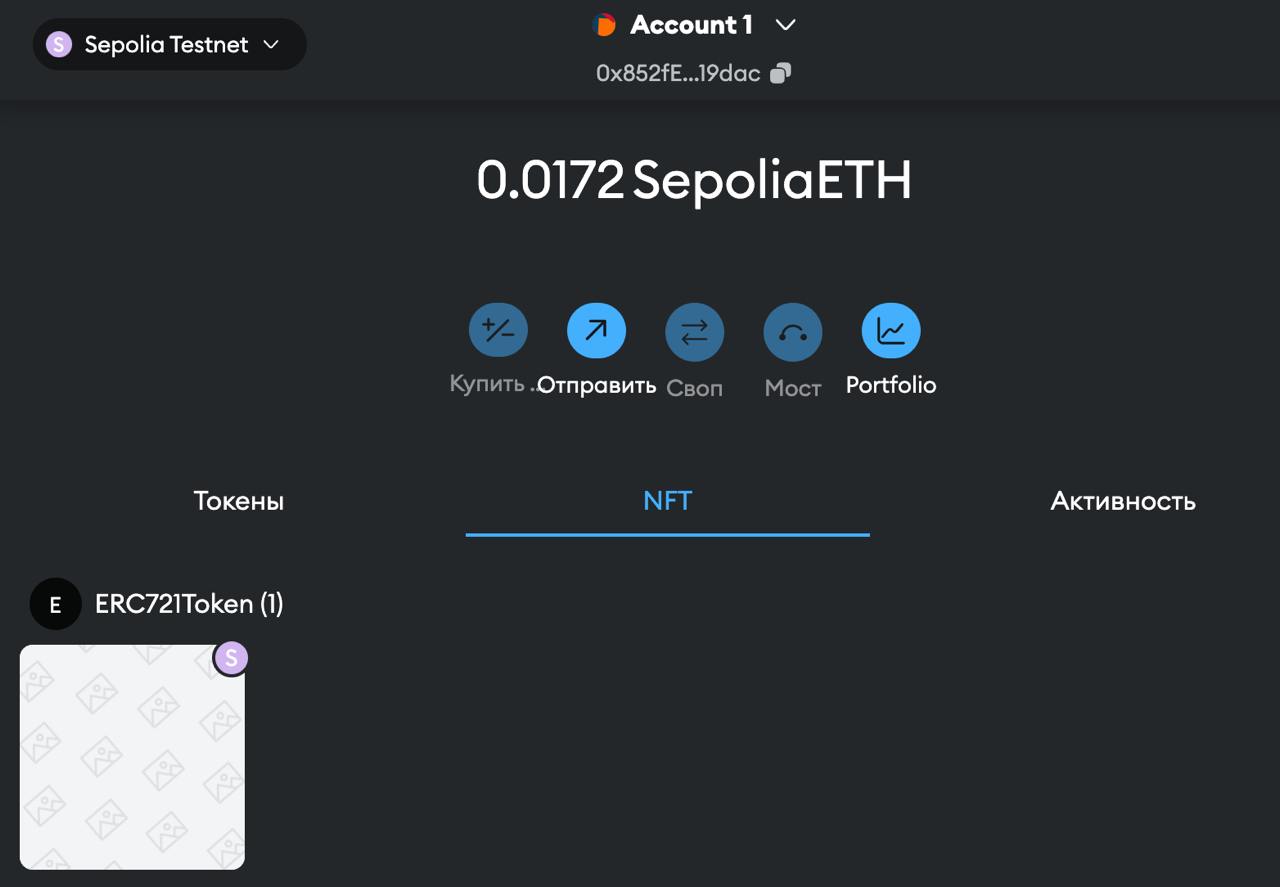 S Sepolia Testnet
Account 1
0x852fE...19dac
0.0172 SepoliaETH
Купить ... Отправить Своп Мост Portfolio
Токены NFT Активность
E ERC721Token (1)
S